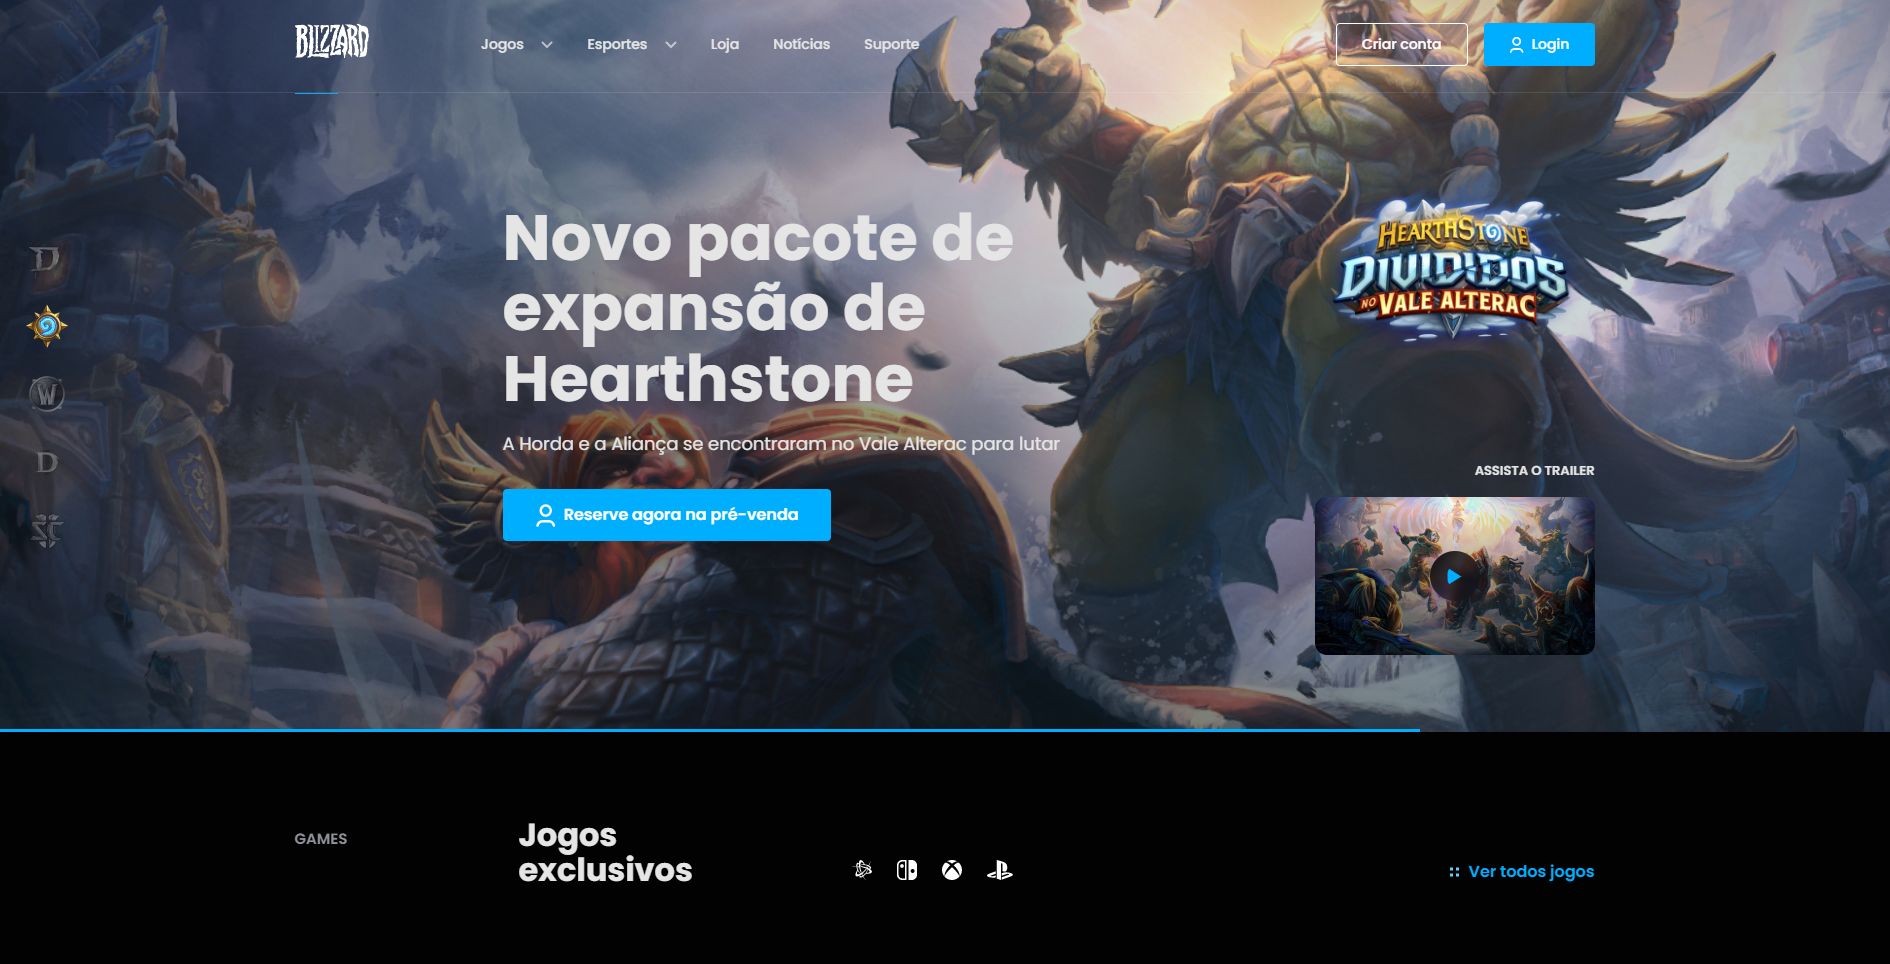 BLIZZARD
Jogos
Esportes
Loja
Notícias
Suporte
Criar conta
Login
Novo pacote de
expansão de
Hearthstone
A Horda e a Aliança se encontraram no Vale Alterac para lutar
Reserve agora na pré-venda
HEARTHSTONE
DIVIDIDOS
NO VALE ALTERAC
D
W
D
ASSISTA O TRAILER
GAMES
Jogos
exclusivos
Ver todos jogos